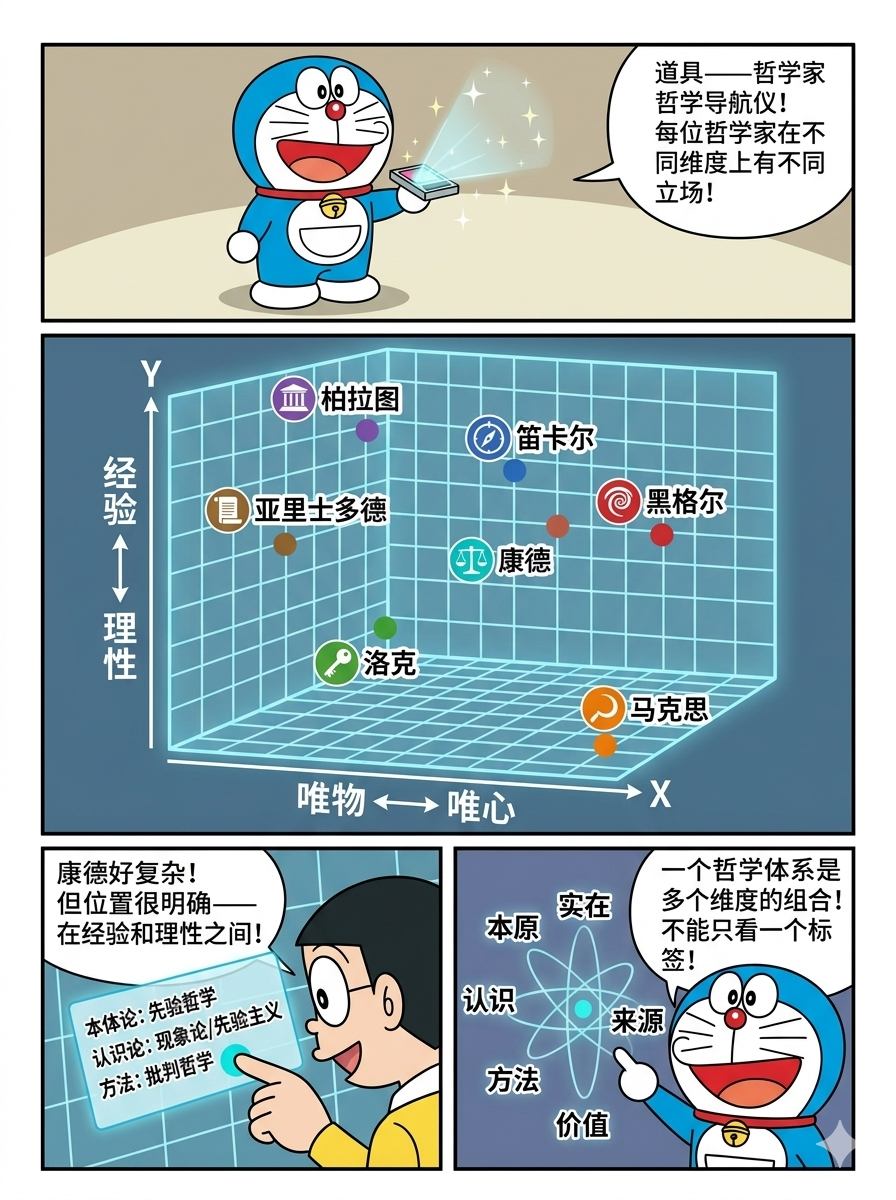 道具——哲学家
哲学导航仪！
每位哲学家在不
同维度上有不同
立场！
Y
经验
理性
柏拉图
笛卡尔
亚里士多德
黑格尔
康德
洛克
马克思
唯物
唯心
X
康德好复杂！
但位置很明确——
在经验和理性之间！
本体论：先验哲学
认识论：现象论/先验主义
方法：批判哲学
一个哲学体系是
多个维度的组合！
不能只看一个标
签！
实在
本原
认识
来源
方法
价值